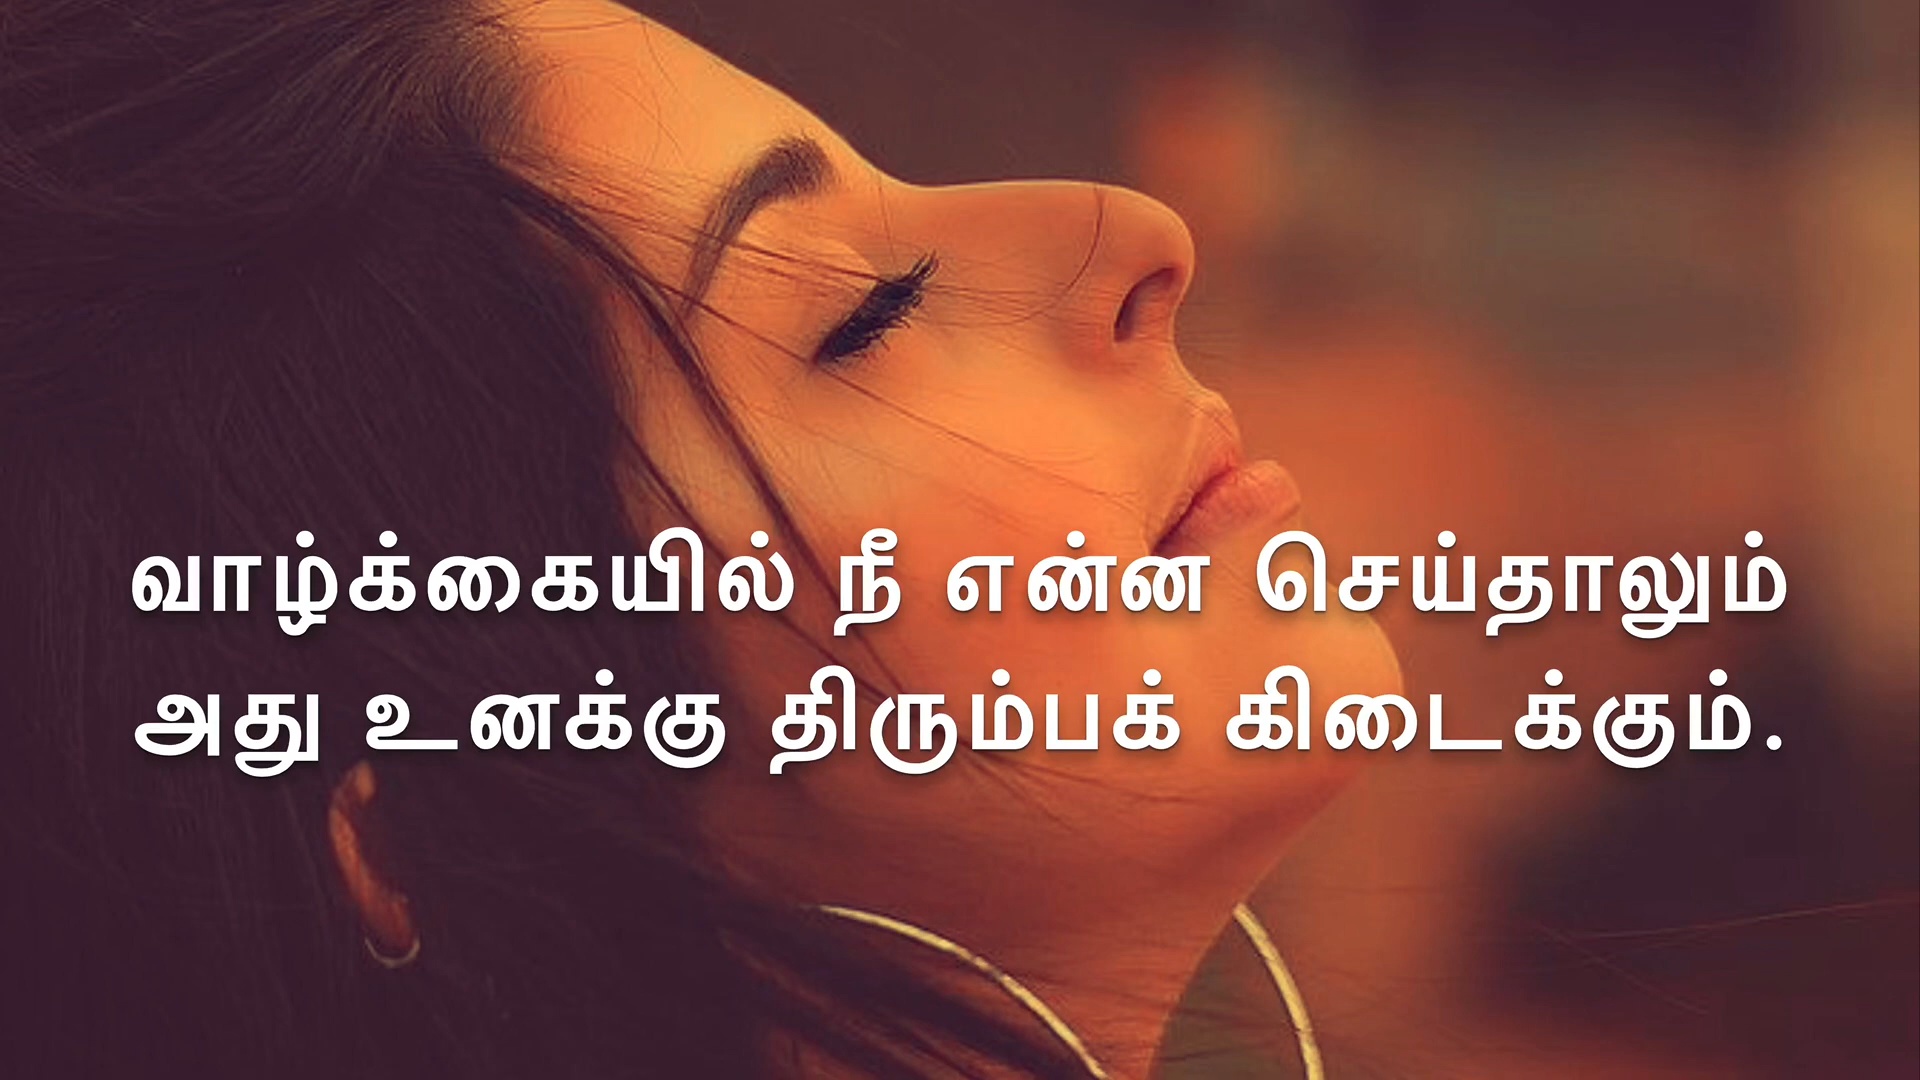 வாழ்க்கையில் நீ என்ன செய்தாலும்
அது உனக்கு திரும்பக் கிடைக்கும்.